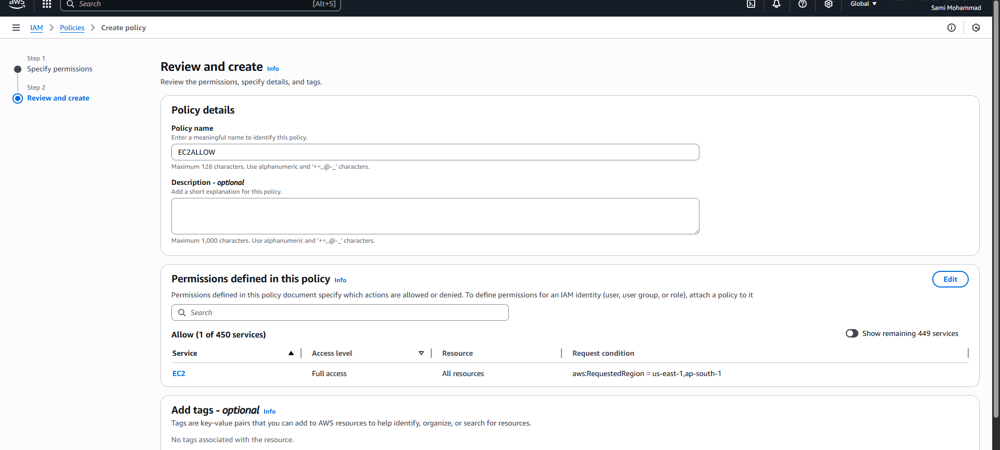 aws
Search [Alt+S]
Global
Sami Mohammad
IAM Policies Create policy
Step 1
Specify permissions
Step 2
Review and create
Review and create Info
Review the permissions, specify details, and tags.
Policy details
Policy name
Enter a meaningful name to identify this policy.
EC2ALLOW
Maximum 128 characters. Use alphanumeric and '+=,.@-_' characters.
Description - optional
Add a short explanation for this policy.
Maximum 1,000 characters. Use alphanumeric and '+=,.@-_' characters.
Permissions defined in this policy Info
Edit
Permissions defined in this policy document specify which actions are allowed or denied. To define permissions for an IAM identity (user, user group, or role), attach a policy to it
Search
Allow (1 of 450 services)
Show remaining 449 services
Service Access level Resource Request condition
EC2 Full access All resources aws:RequestedRegion = us-east-1,ap-south-1
Add tags - optional Info
Tags are key-value pairs that you can add to AWS resources to help identify, organize, or search for resources.
No tags associated with the resource.